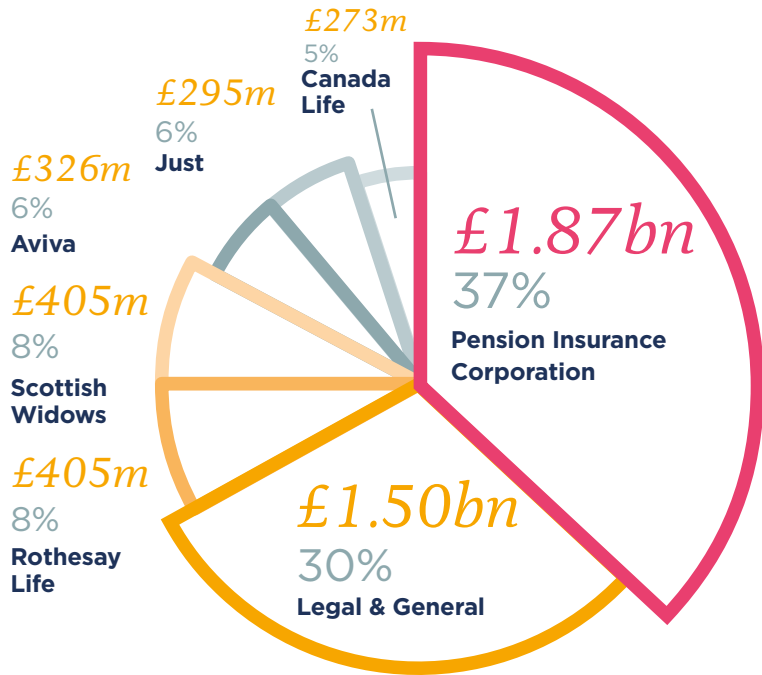 £273m
5%
Canada
Life
£295m
6%
Just
£326m
6%
Aviva
£405m
8%
Scottish
Widows
£405m
8%
Rothesay
Life
£1.87bn
37%
Pension Insurance
Corporation
£1.50bn
30%
Legal & General